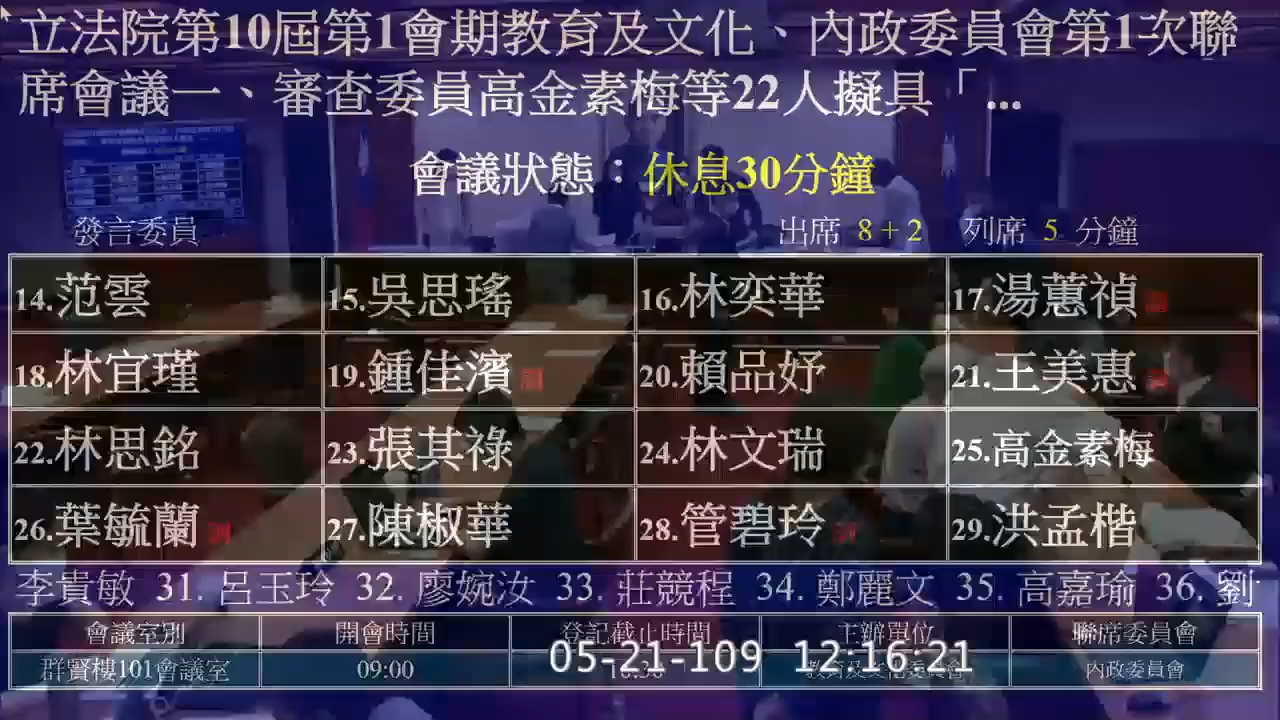 立法院第10屆第1會期教育及文化、內政委員會第1次聯
席會議一、審查委員高金素梅等22人擬具「...
會議狀態：休息30分鐘
發言委員 出席 8 + 2 列席 5 分鐘
14.范雲 15.吳思瑤 16.林奕華 17.湯蕙禎
18.林宜瑾 19.鍾佳濱 20.賴品妤 21.王美惠
22.林思銘 23.張其祿 24.林文瑞 25.高金素梅
26.葉毓蘭 27.陳椒華 28.管碧玲 29.洪孟楷
李貴敏 31. 呂玉玲 32. 廖婉汝 33. 莊競程 34. 鄭麗文 35. 高嘉瑜 36. 劉
會議室別 開會時間 登記截止時間 主辦單位 聯席委員會
群賢樓101會議室 09:00 教育及文化委員會 內政委員會
05-21-109 12:16:21